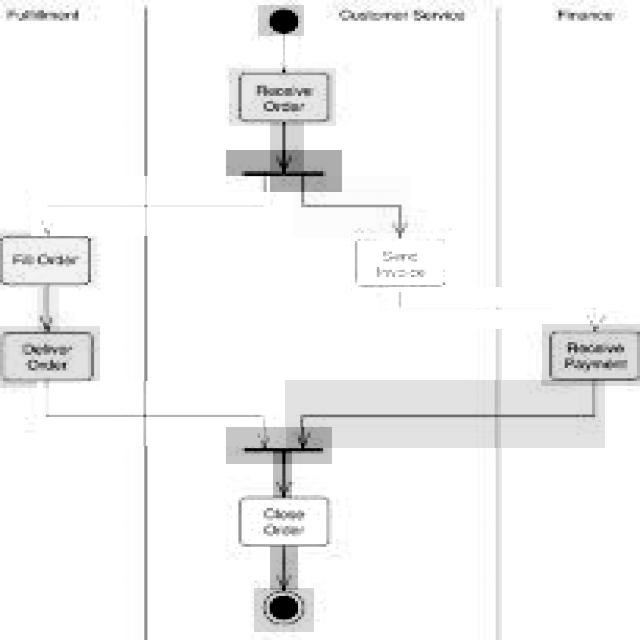 Fulfillment
Customer Service
Finance
Receive
Order
Fill Order
Send
Invoice
Deliver
Order
Receive
Payment
Close
Order